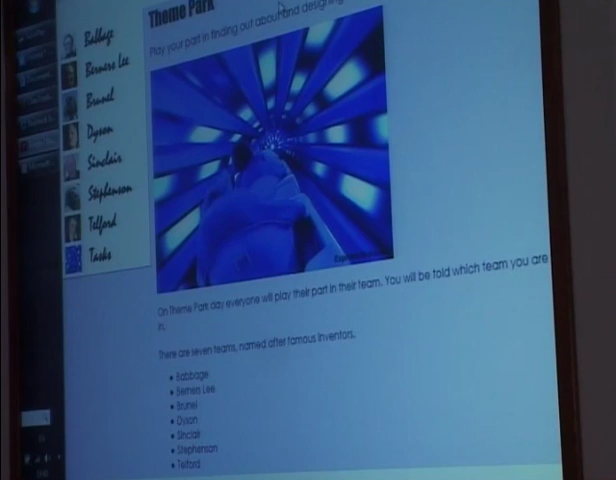 Theme Park
Play your part in finding out about and designing
Babbage
Berners Lee
Brunel
Dyson
Sinclair
Stephenson
Telford
Tasks
On Theme Park day everyone will play their part in their team. You will be told which team you are
in.
There are seven teams, named after famous inventors.
• Babbage
• Berners Lee
• Brunel
• Dyson
• Sinclair
• Stephenson
• Telford